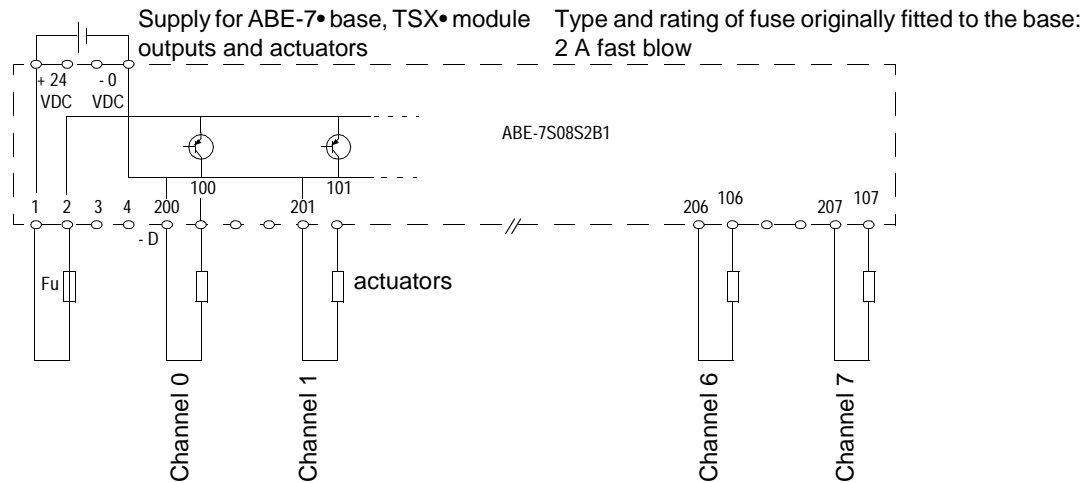 Supply for ABE-7• base, TSX• module
outputs and actuators
Type and rating of fuse originally fitted to the base:
2 A fast blow
+ 24
VDC
- 0
VDC
ABE-7S08S2B1
100
101
1 2 3 4 200 201 206 106 207 107
- D
Fu
actuators
Channel 0
Channel 1
Channel 6
Channel 7